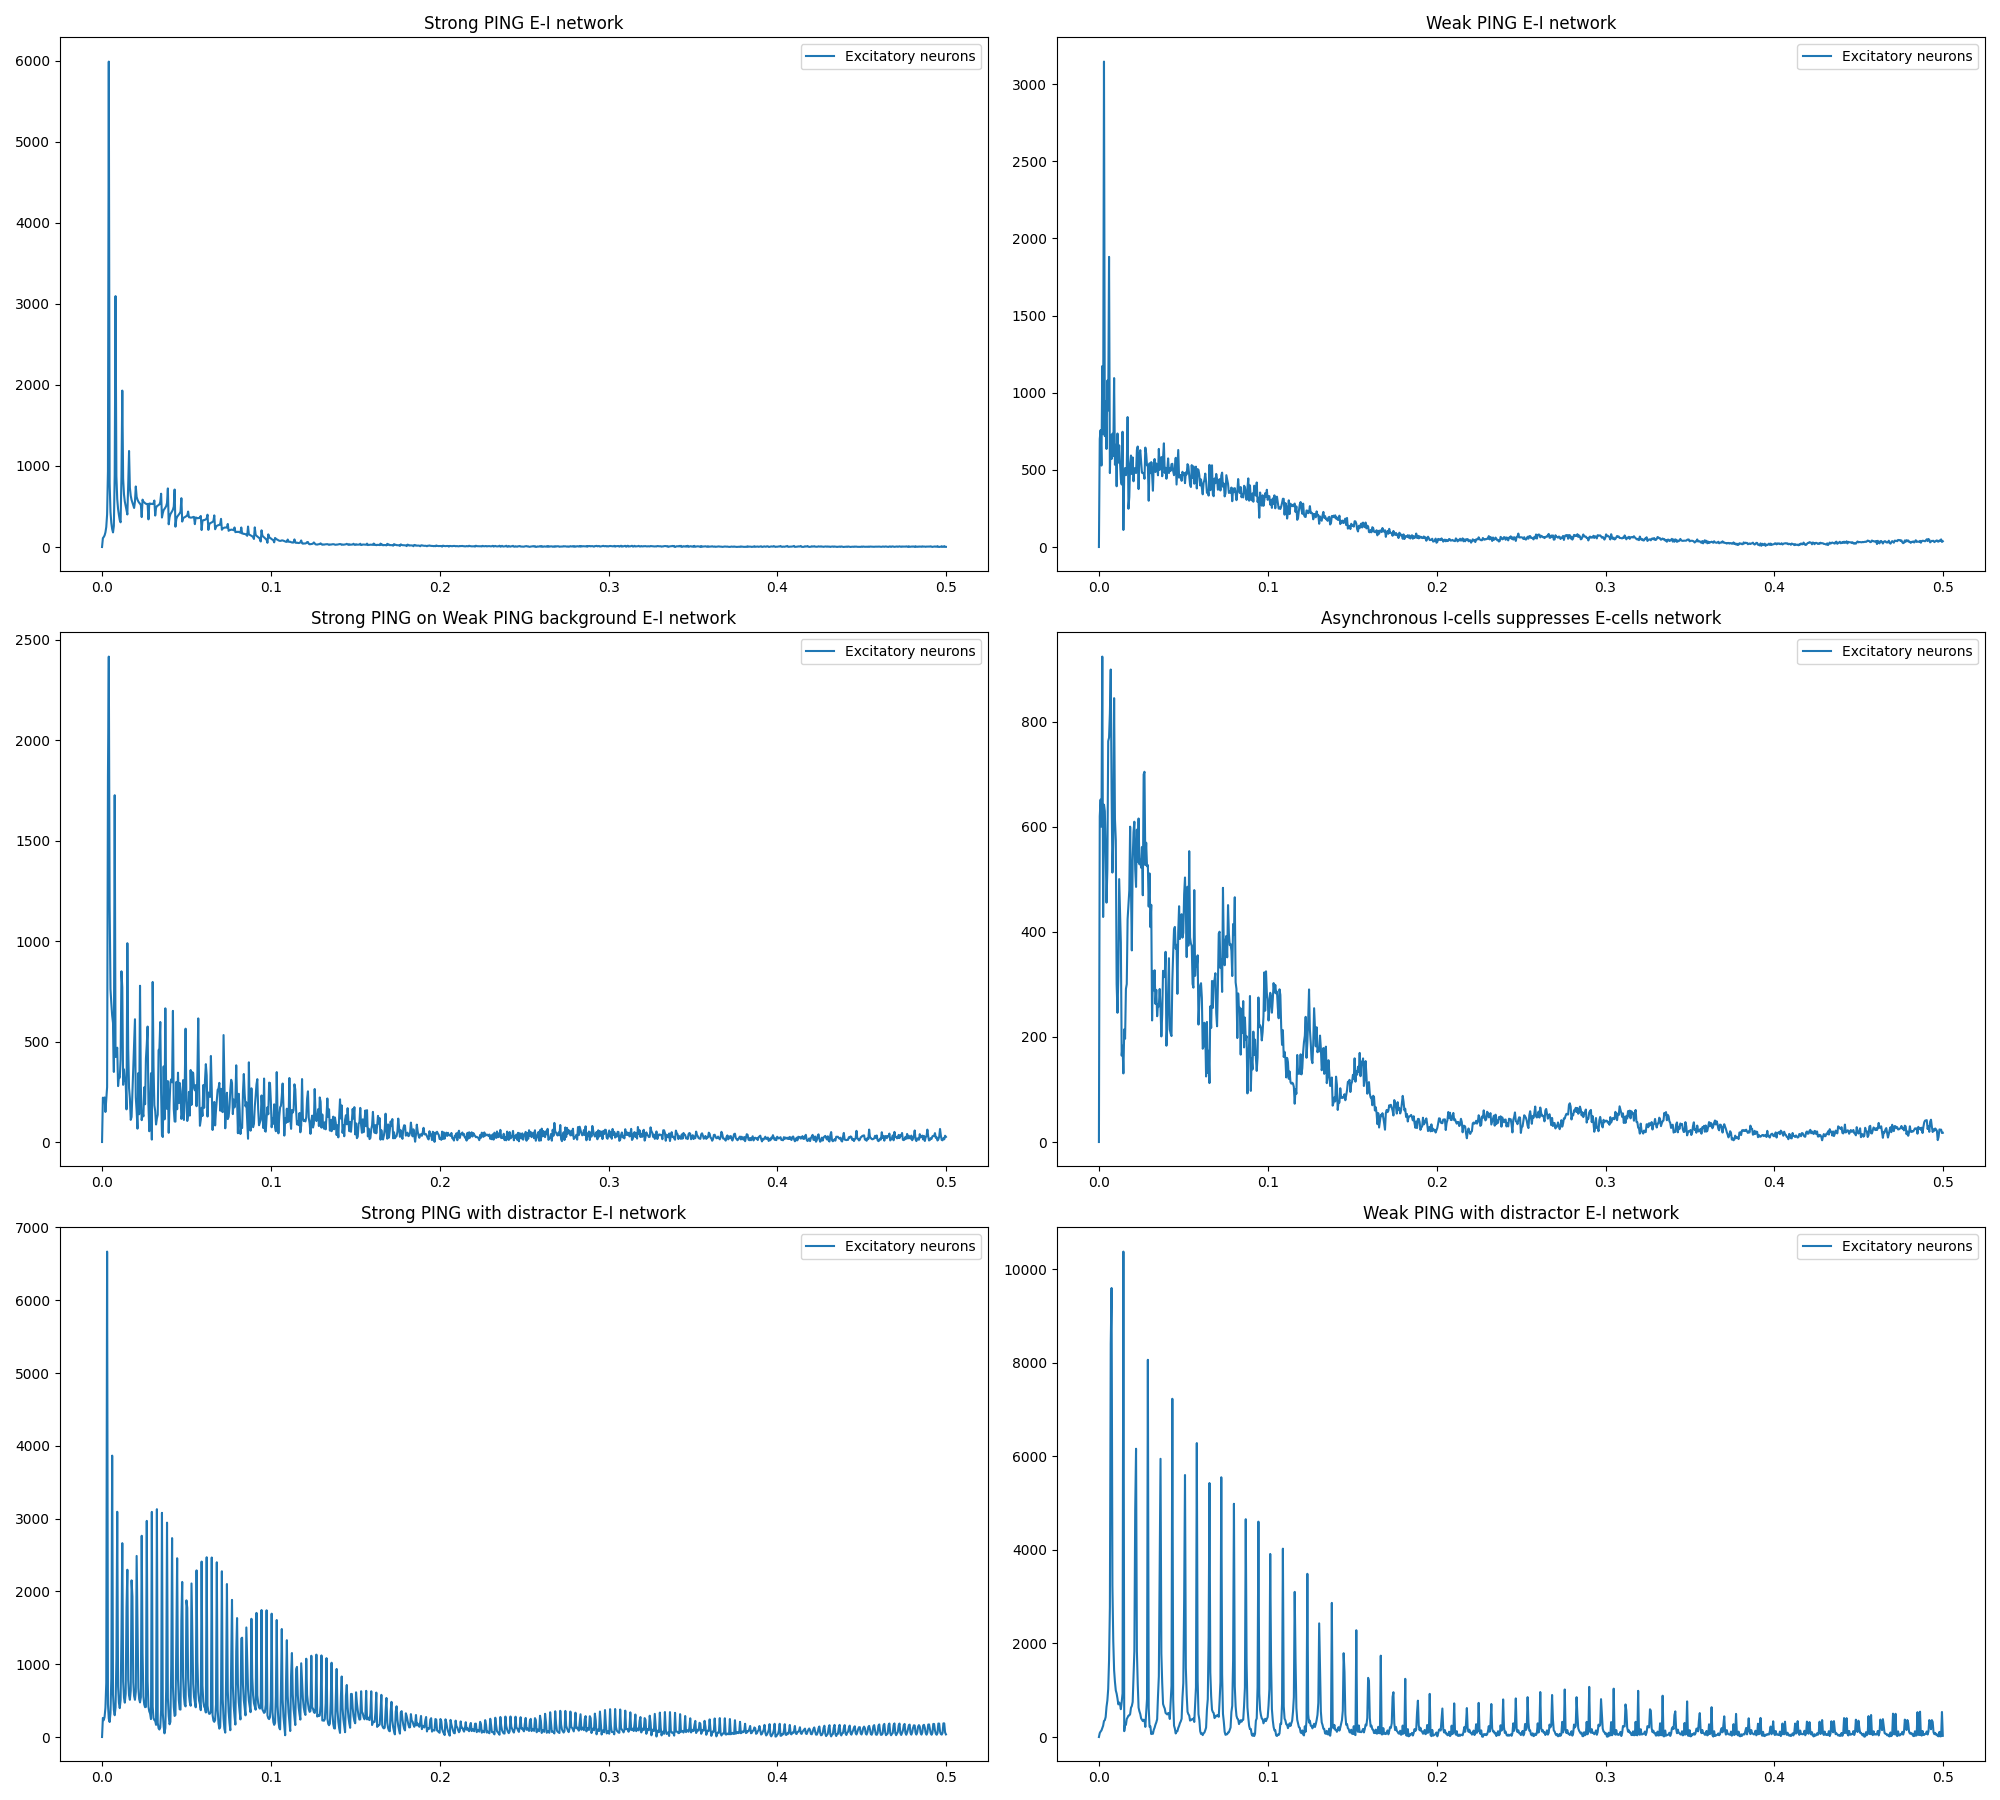 Strong PING E-I network
Excitatory neurons
6000
5000
4000
3000
2000
1000
0
0.0 0.1 0.2 0.3 0.4 0.5
Weak PING E-I network
Excitatory neurons
3000
2500
2000
1500
1000
500
0
0.0 0.1 0.2 0.3 0.4 0.5
Strong PING on Weak PING background E-I network
Excitatory neurons
2500
2000
1500
1000
500
0
0.0 0.1 0.2 0.3 0.4 0.5
Asynchronous I-cells suppresses E-cells network
Excitatory neurons
800
600
400
200
0
0.0 0.1 0.2 0.3 0.4 0.5
Strong PING with distractor E-I network
Excitatory neurons
7000
6000
5000
4000
3000
2000
1000
0
0.0 0.1 0.2 0.3 0.4 0.5
Weak PING with distractor E-I network
Excitatory neurons
10000
8000
6000
4000
2000
0
0.0 0.1 0.2 0.3 0.4 0.5